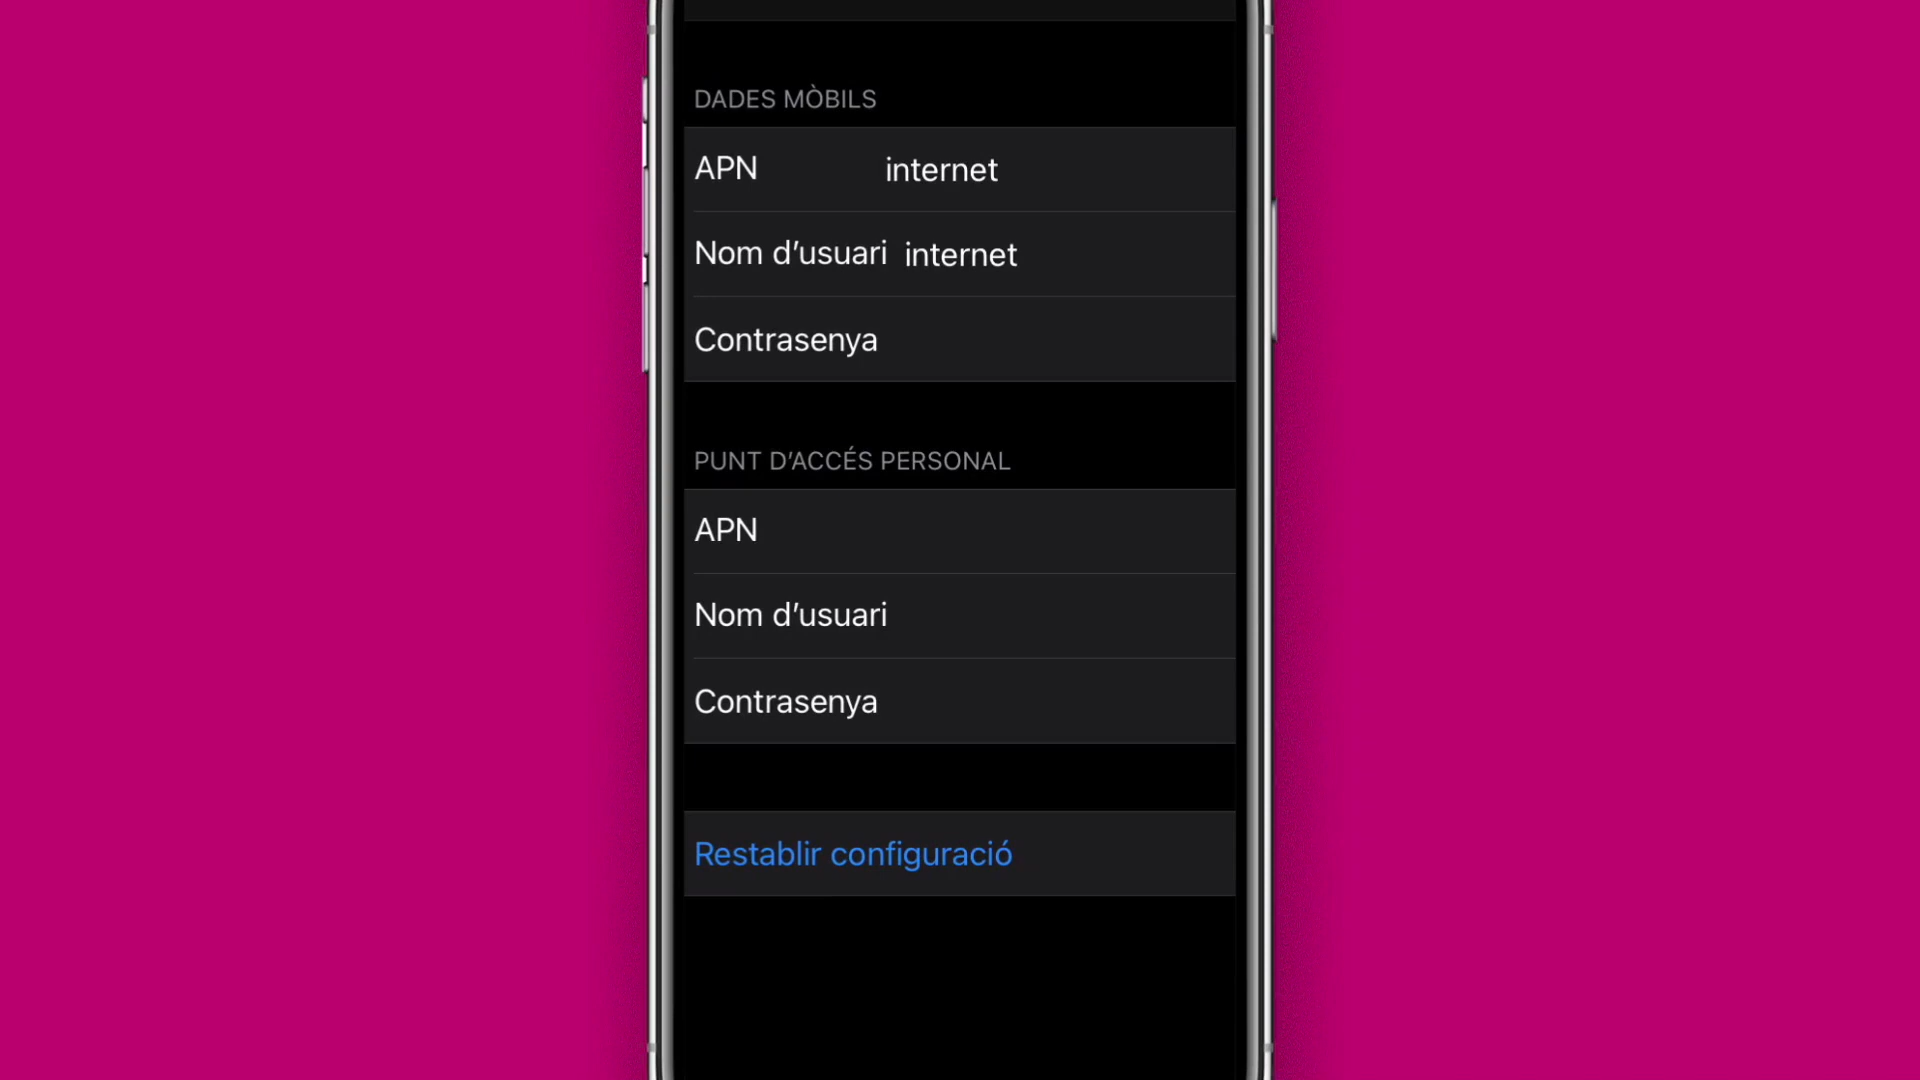 DADES MÒBILS
APN internet
Nom d’usuari internet
Contrasenya
PUNT D’ACCÉS PERSONAL
APN
Nom d’usuari
Contrasenya
Restablir configuració